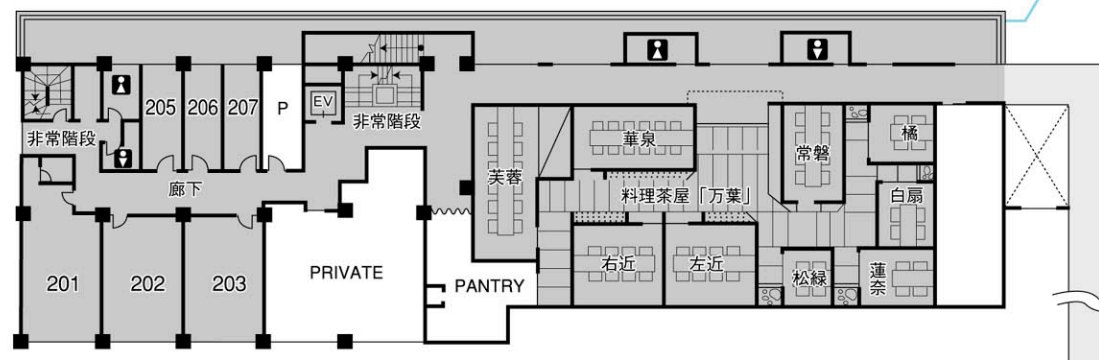 205
206
207
P
EV
非常階段
非常階段
廊下
201
202
203
PRIVATE
PANTRY
芙蓉
華泉
常磐
橘
料理茶屋「万葉」
白扇
右近
左近
松緑
蓮奈